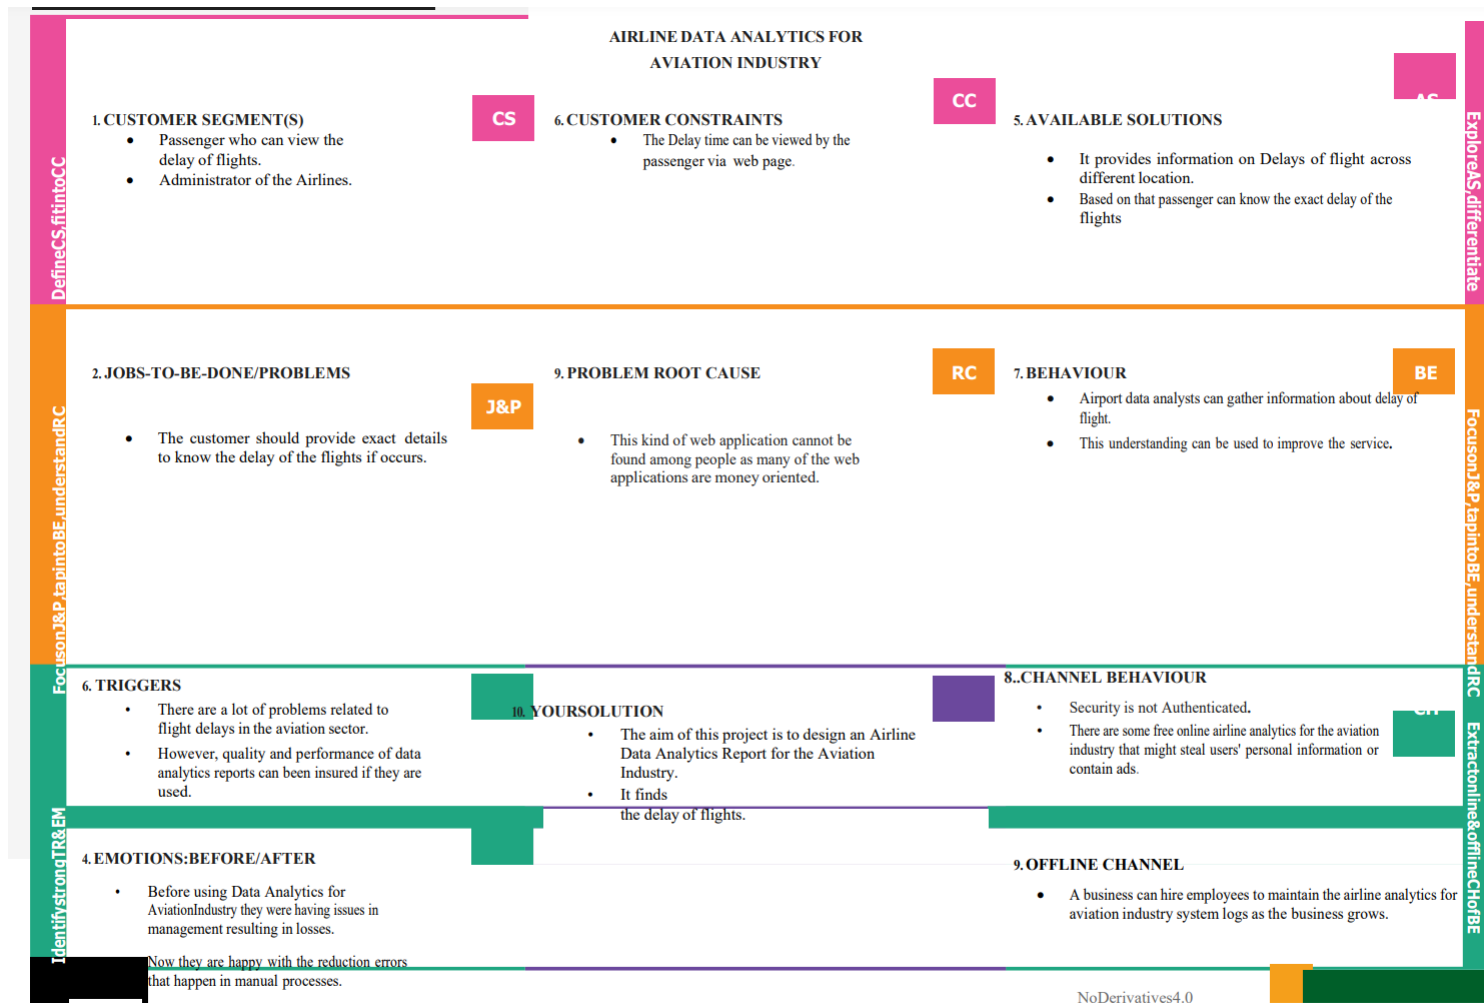 AIRLINE DATA ANALYTICS FOR
AVIATION INDUSTRY
DefineCS,fitintoCC
1. CUSTOMER SEGMENT(S)
CS
• Passenger who can view the
delay of flights.
• Administrator of the Airlines.
6. CUSTOMER CONSTRAINTS
CC
• The Delay time can be viewed by the
passenger via web page.
5. AVAILABLE SOLUTIONS
AS
• It provides information on Delays of flight across
different location.
• Based on that passenger can know the exact delay of the
flights
ExploreAS,differentiate
FocusonJ&P,tapintoBE,understandRC
2. JOBS-TO-BE-DONE/PROBLEMS
J&P
• The customer should provide exact details
to know the delay of the flights if occurs.
9. PROBLEM ROOT CAUSE
RC
• This kind of web application cannot be
found among people as many of the web
applications are money oriented.
7. BEHAVIOUR
BE
• Airport data analysts can gather information about delay of
flight.
• This understanding can be used to improve the service.
FocusonJ&P,tapintoBE,understandRC
IdentifystrongTR&EM
6. TRIGGERS
• There are a lot of problems related to
flight delays in the aviation sector.
• However, quality and performance of data
analytics reports can been insured if they are
used.
10. YOURSOLUTION
• The aim of this project is to design an Airline
Data Analytics Report for the Aviation
Industry.
• It finds
the delay of flights.
8..CHANNEL BEHAVIOUR
CH
• Security is not Authenticated.
• There are some free online airline analytics for the aviation
industry that might steal users' personal information or
contain ads.
Extractonline&offlineCHofBE
4. EMOTIONS:BEFORE/AFTER
• Before using Data Analytics for
AviationIndustry they were having issues in
management resulting in losses.
Now they are happy with the reduction errors
that happen in manual processes.
9. OFFLINE CHANNEL
• A business can hire employees to maintain the airline analytics for
aviation industry system logs as the business grows.
NoDerivatives4.0